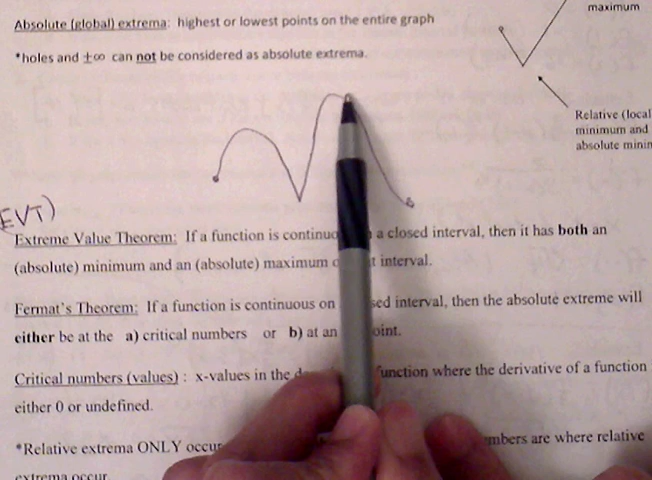 Absolute (global) extrema: highest or lowest points on the entire graph
*holes and ±∞ can not be considered as absolute extrema.
maximum
Relative (local
minimum and
absolute minin
EVT)
Extreme Value Theorem: If a function is continuo a closed interval, then it has both an
(absolute) minimum and an (absolute) maximum o t interval.
Fermat's Theorem: If a function is continuous on sed interval, then the absolute extreme will
either be at the a) critical numbers or b) at an oint.
Critical numbers (values) : x-values in the do function where the derivative of a function
either 0 or undefined.
*Relative extrema ONLY occur mbers are where relative
extrema occur